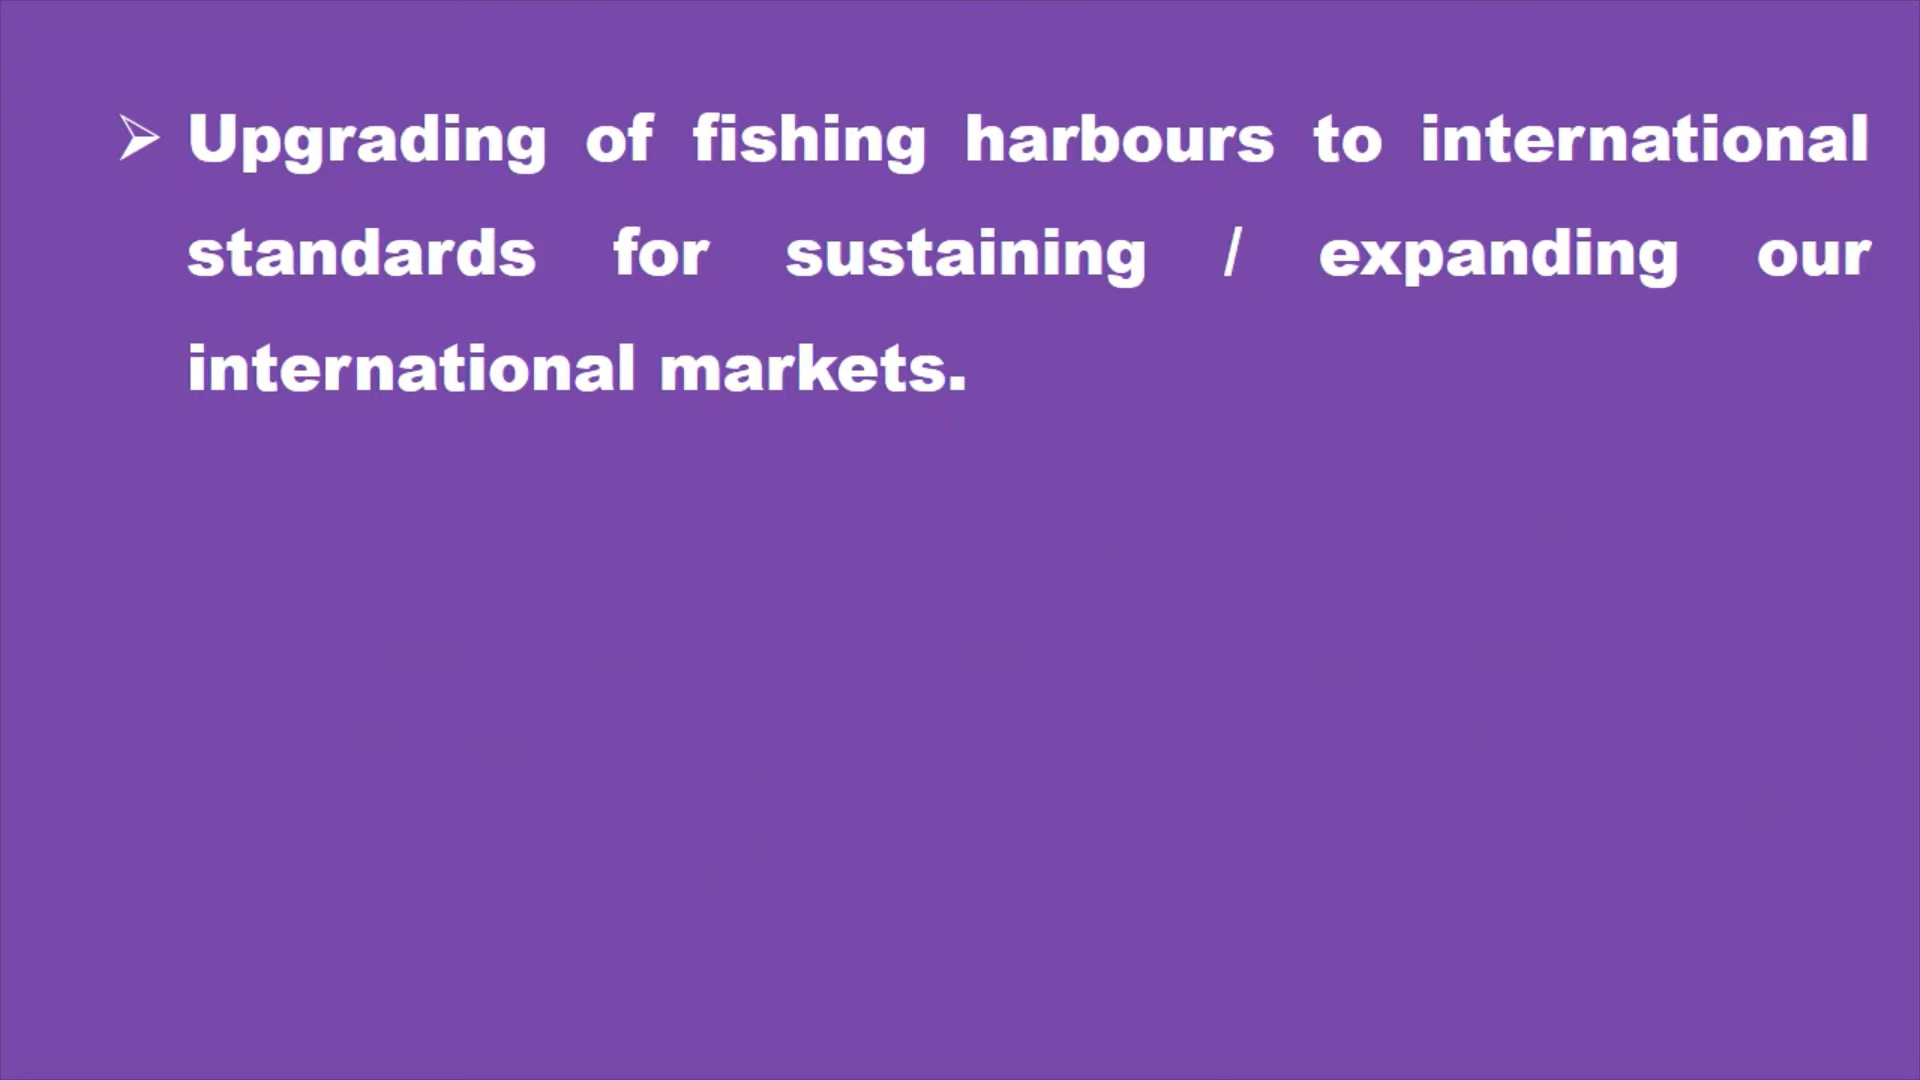 ➢ Upgrading of fishing harbours to international
standards for sustaining / expanding our
international markets.